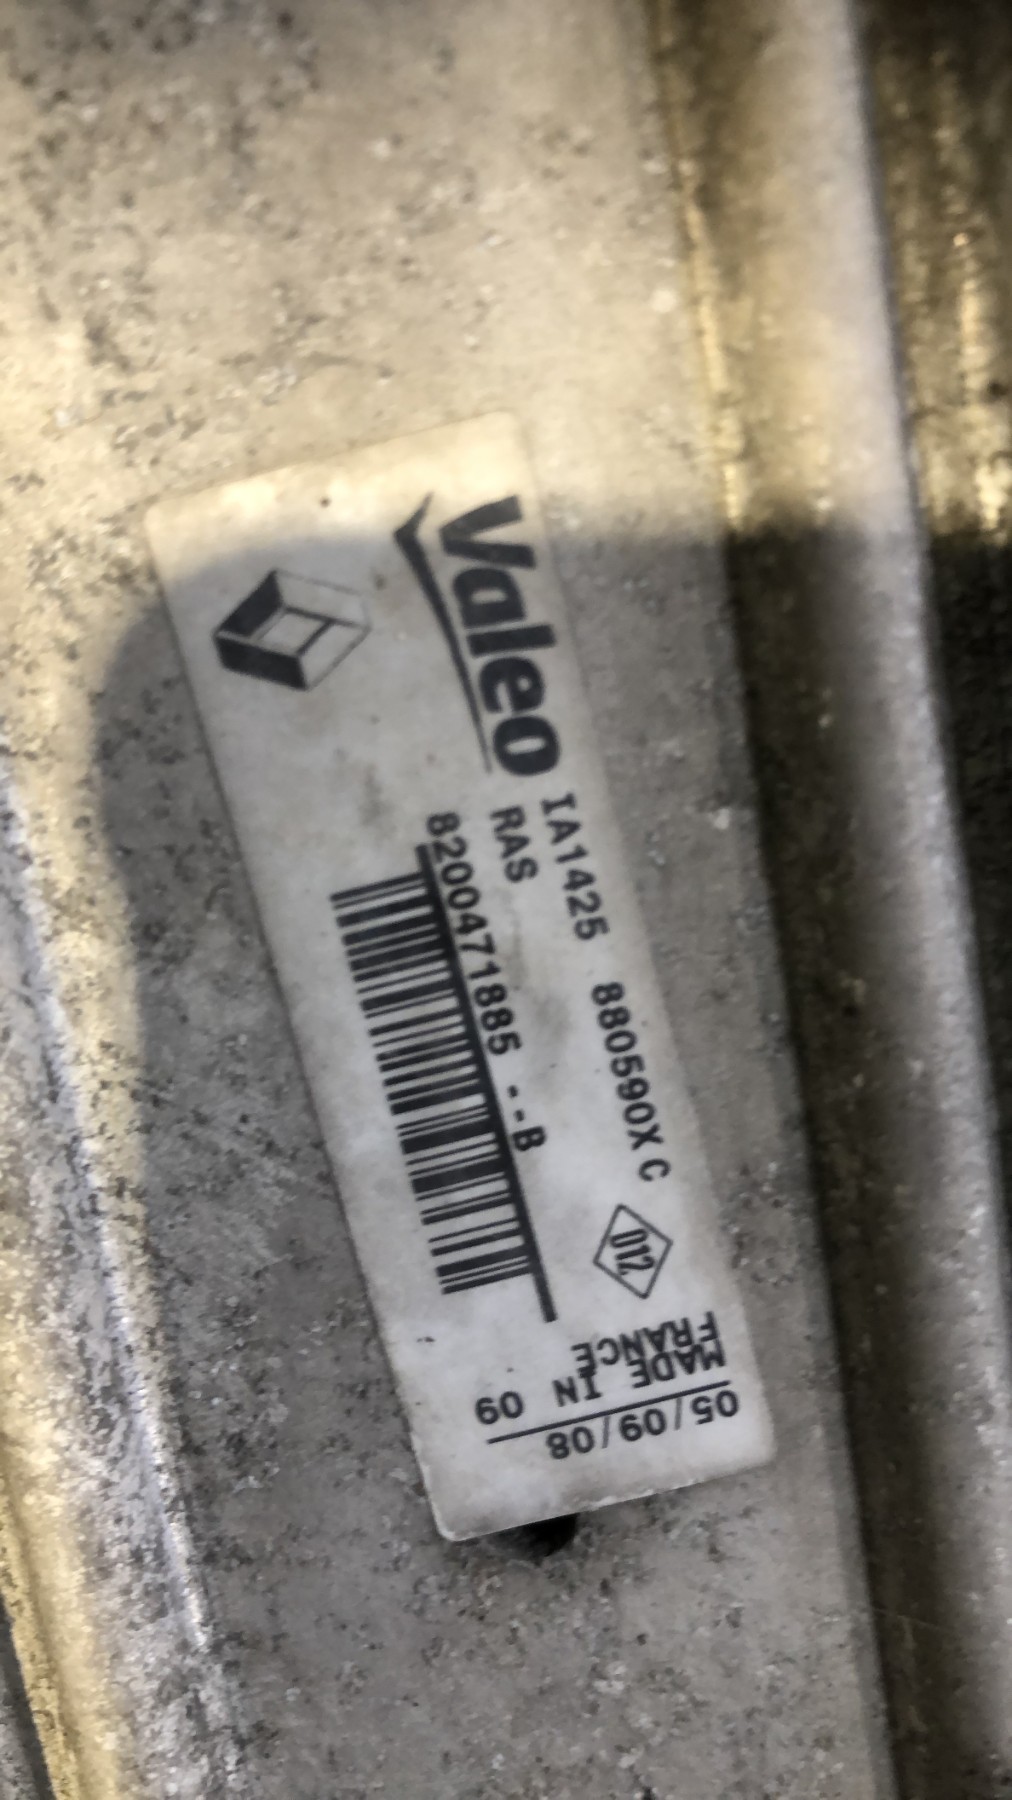 Valeo
IA1425 880590X C
RAS
8200471885 --B
012
MADE IN
FRANCE
09
05/09/08